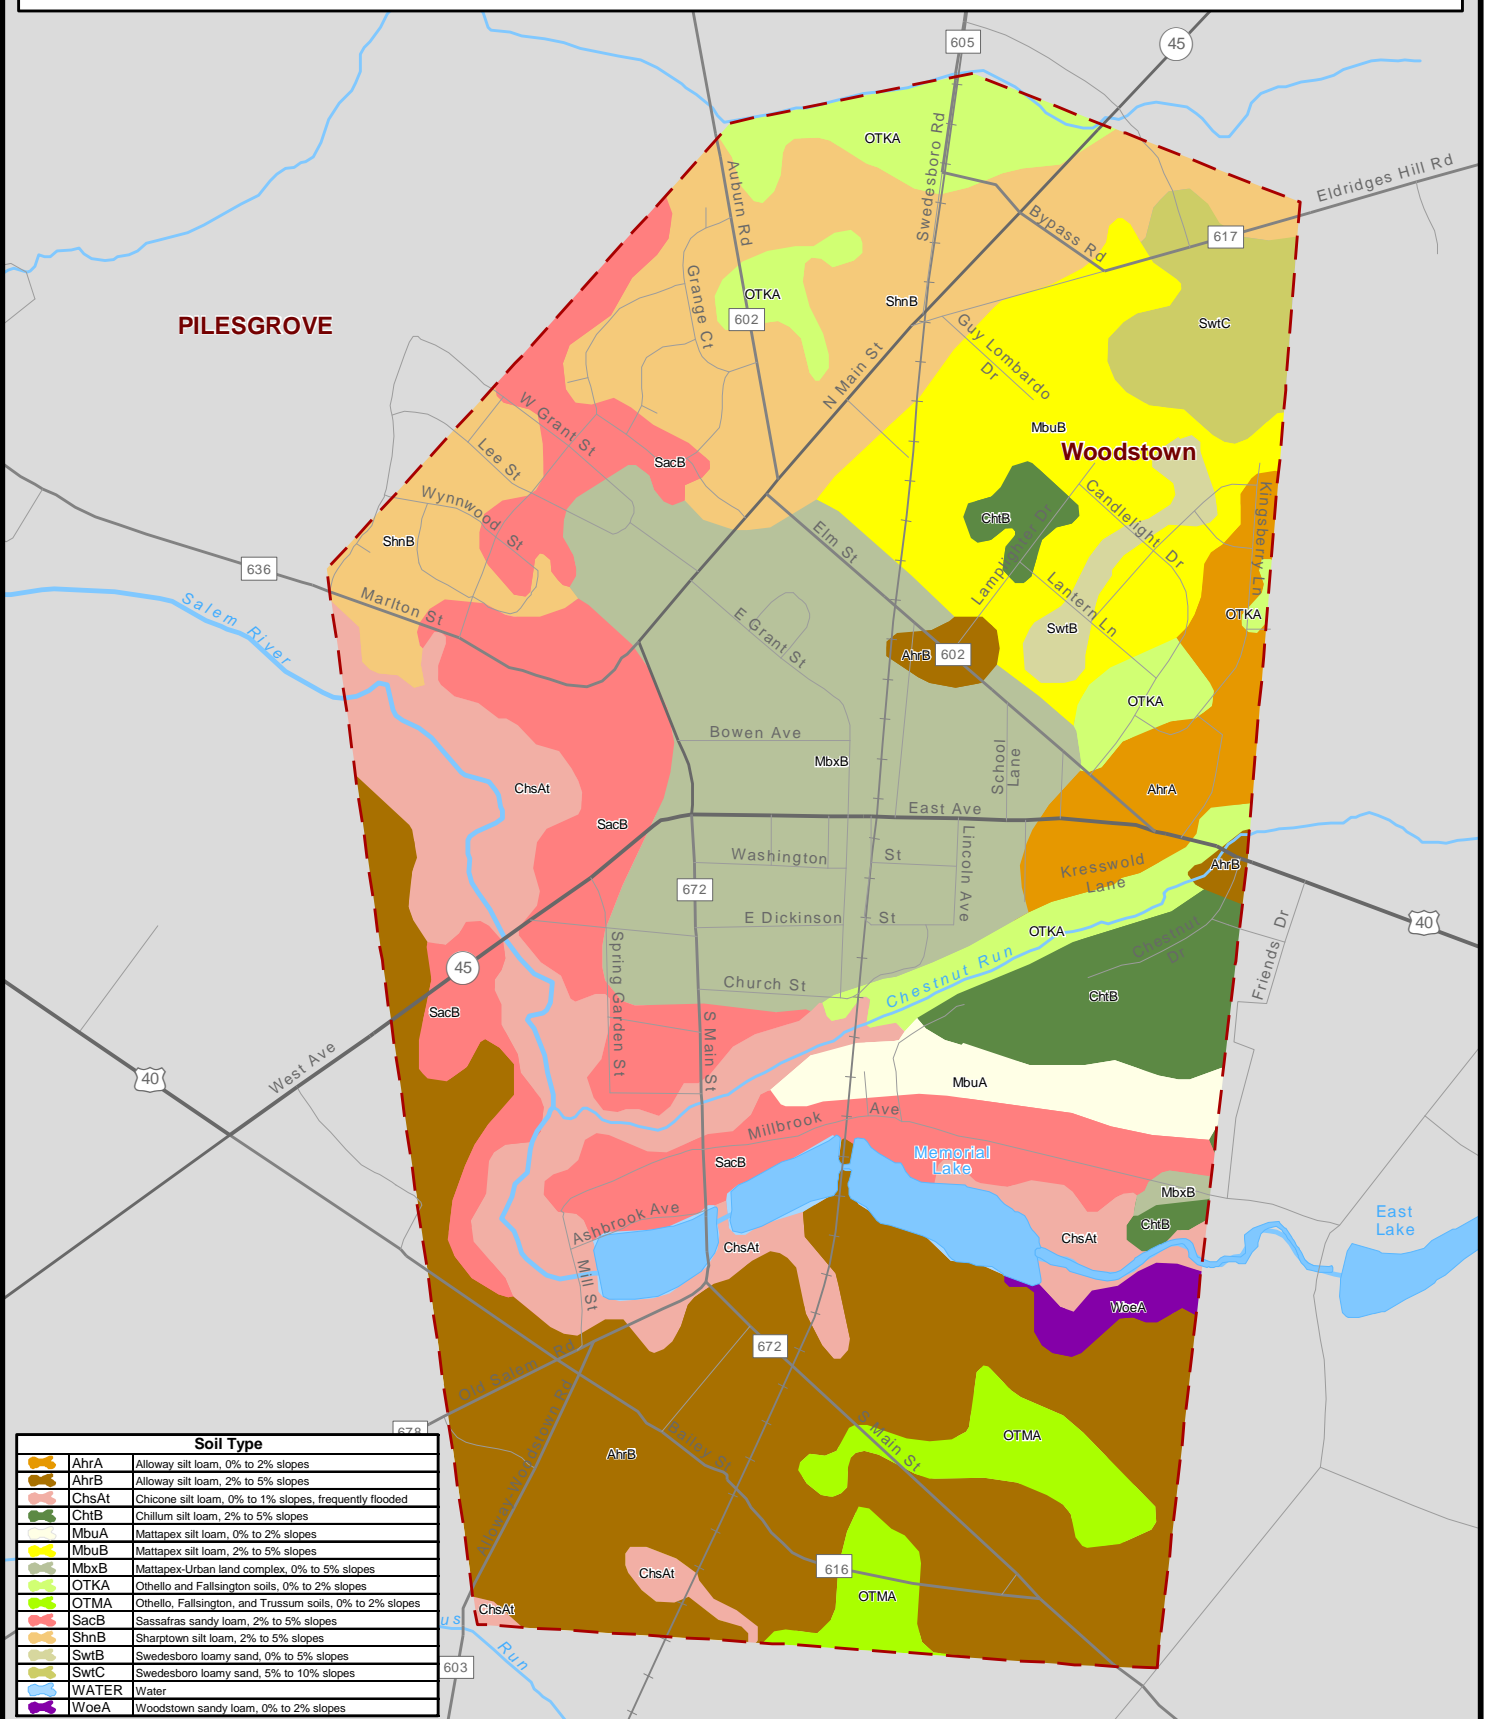 605
45
OTKA
Swedesboro Rd
Eldridges Hill Rd
Auburn Rd
Bypass Rd
617
Grange Ct
OTKA
ShnB
602
PILESGROVE
SwtC
Guy Lombardo
Dr
N Main St
W Grant St
MbuB
Woodstown
Lee St
SacB
Wynnwood
St
Candlelight Dr
Kingsberry Ln
ChtB
Elm St
Lamplighter Dr
ShnB
636
Marlton St
Salem River
Lantern Ln
OTKA
E Grant St
SwtB
AhrB
602
OTKA
Bowen Ave
MbxB
School
Lane
ChsAt
AhrA
East Ave
SacB
Washington St
Lincoln Ave
Kresswold
Lane
AhrB
672
E Dickinson St
OTKA
40
Chestnut
Dr
Friends Dr
Spring Garden St
45
Chestnut Run
Church St
ChtB
SacB
S Main St
West Ave
40
MbuA
Millbrook Ave
SacB
Memorial
Lake
MbxB
Ashbrook Ave
ChtB
East
Lake
ChsAt
ChsAt
Mill St
WoeA
672
Old Salem Rd
Alloway-Woodstown Rd
678
S Main St
OTMA
Bailey St
AhrB
ChsAt
616
OTMA
ChsAt
us
Run
603
Soil Type
AhrA Alloway silt loam, 0% to 2% slopes
AhrB Alloway silt loam, 2% to 5% slopes
ChsAt Chicone silt loam, 0% to 1% slopes, frequently flooded
ChtB Chillum silt loam, 2% to 5% slopes
MbuA Mattapex silt loam, 0% to 2% slopes
MbuB Mattapex silt loam, 2% to 5% slopes
MbxB Mattapex-Urban land complex, 0% to 5% slopes
OTKA Othello and Fallsington soils, 0% to 2% slopes
OTMA Othello, Fallsington, and Trussum soils, 0% to 2% slopes
SacB Sassafras sandy loam, 2% to 5% slopes
ShnB Sharptown silt loam, 2% to 5% slopes
SwtB Swedesboro loamy sand, 0% to 5% slopes
SwtC Swedesboro loamy sand, 5% to 10% slopes
WATER Water
WoeA Woodstown sandy loam, 0% to 2% slopes